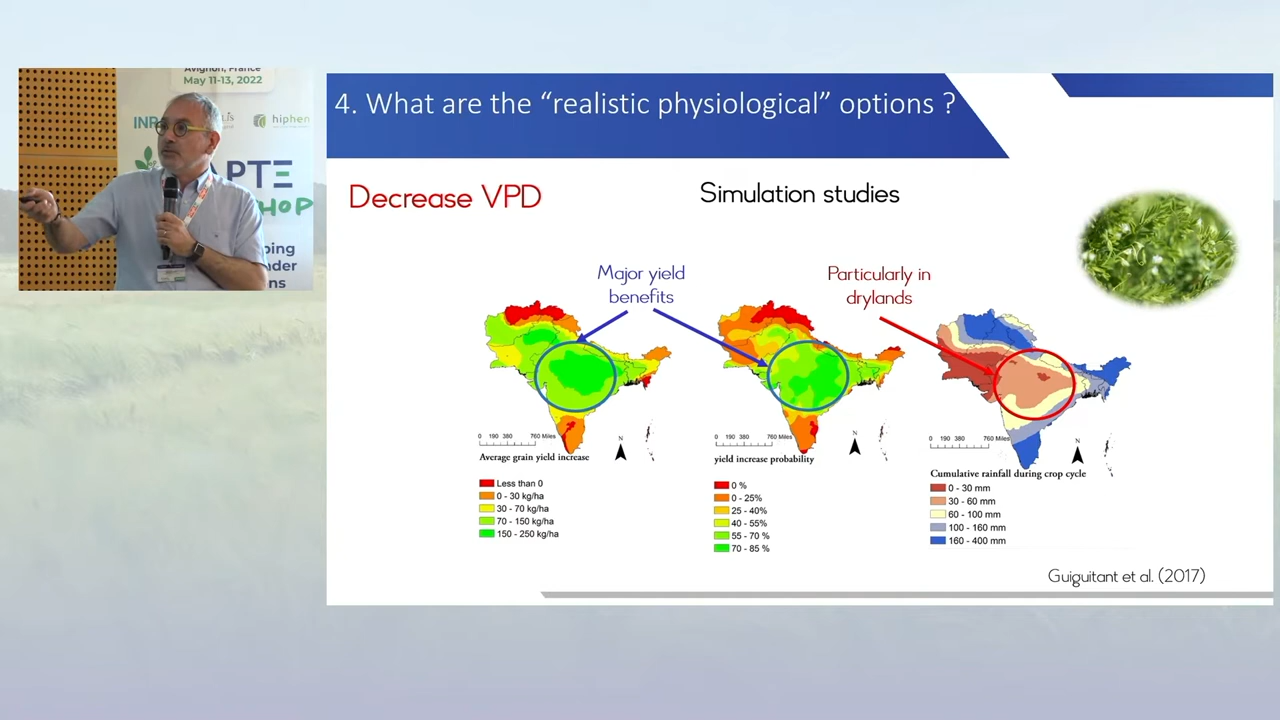 Avignon, France
May 11-13, 2022
INR
hiphen
PTE
HOP
ping
nder
ns
4. What are the “realistic physiological” options ?
Decrease VPD
Simulation studies
Major yield
benefits
Particularly in
drylands
0 190 380 760 Miles
N
Average grain yield increase
Less than 0
0 - 30 kg/ha
30 - 70 kg/ha
70 - 150 kg/ha
150 - 250 kg/ha
0 190 380 760 Miles
N
yield increase probability
0 %
0 - 25%
25 - 40%
40 - 55%
55 - 70 %
70 - 85 %
0 190 380 760 Miles
N
Cumulative rainfall during crop cycle
0 - 30 mm
30 - 60 mm
60 - 100 mm
100 - 160 mm
160 - 400 mm
Guiguitant et al. (2017)